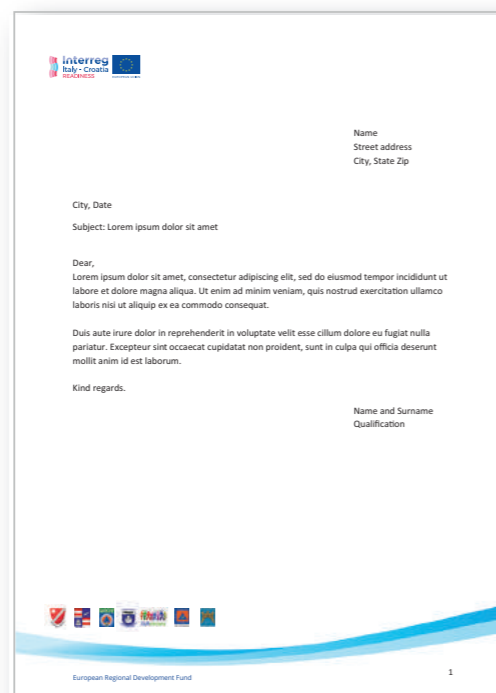 Interreg
Italy - Croatia
READINESS
Name
Street address
City, State Zip
City, Date
Subject: Lorem ipsum dolor sit amet
Dear,
Lorem ipsum dolor sit amet, consectetur adipiscing elit, sed do eiusmod tempor incididunt ut
labore et dolore magna aliqua. Ut enim ad minim veniam, quis nostrud exercitation ullamco
laboris nisi ut aliquip ex ea commodo consequat.
Duis aute irure dolor in reprehenderit in voluptate velit esse cillum dolore eu fugiat nulla
pariatur. Excepteur sint occaecat cupidatat non proident, sunt in culpa qui officia deserunt
mollit anim id est laborum.
Kind regards.
Name and Surname
Qualification
European Regional Development Fund
1